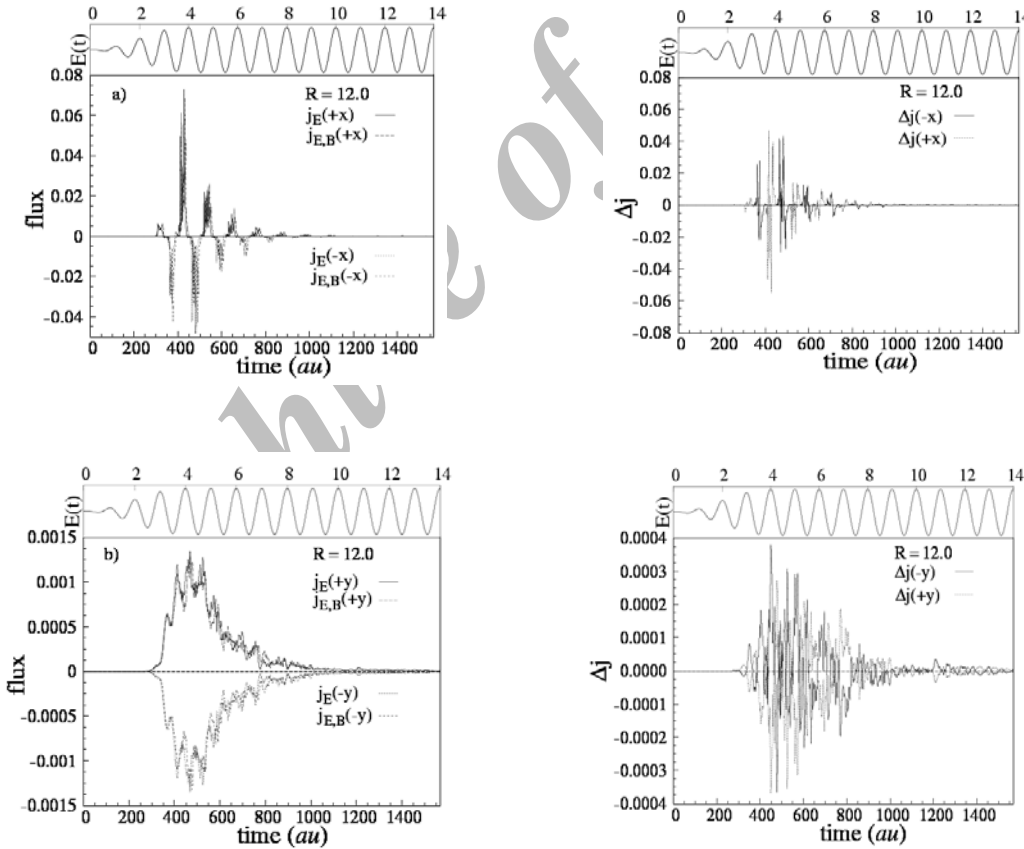 0 2 4 6 8 10 12 14
E(t)
0.08
a)
R = 12.0
j_E(+x)
j_E,B(+x)
0.06
0.04
0.02
0
-0.02
-0.04
flux
j_E(-x)
j_E,B(-x)
0 200 400 600 800 1000 1200 1400
time (au)
0 2 4 6 8 10 12 14
E(t)
0.08
R = 12.0
Δj(-x)
Δj(+x)
0.06
0.04
0.02
0
-0.02
-0.04
-0.06
-0.08
Δj
0 200 400 600 800 1000 1200 1400
time (au)
0 2 4 6 8 10 12 14
E(t)
0.0015
b)
R = 12.0
j_E(+y)
j_E,B(+y)
0.001
0.0005
0
-0.0005
-0.001
-0.0015
flux
j_E(-y)
j_E,B(-y)
0 200 400 600 800 1000 1200 1400
time (au)
0 2 4 6 8 10 12 14
E(t)
0.0004
R = 12.0
Δj(-y)
Δj(+y)
0.0003
0.0002
0.0001
0.0000
-0.0001
-0.0002
-0.0003
-0.0004
Δj
0 200 400 600 800 1000 1200 1400
time (au)
of